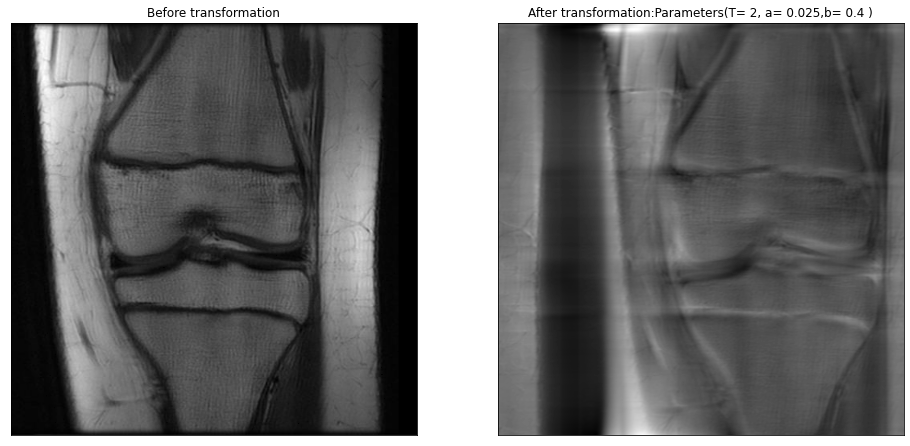 Before transformation
After transformation:Parameters(T= 2, a= 0.025,b= 0.4 )